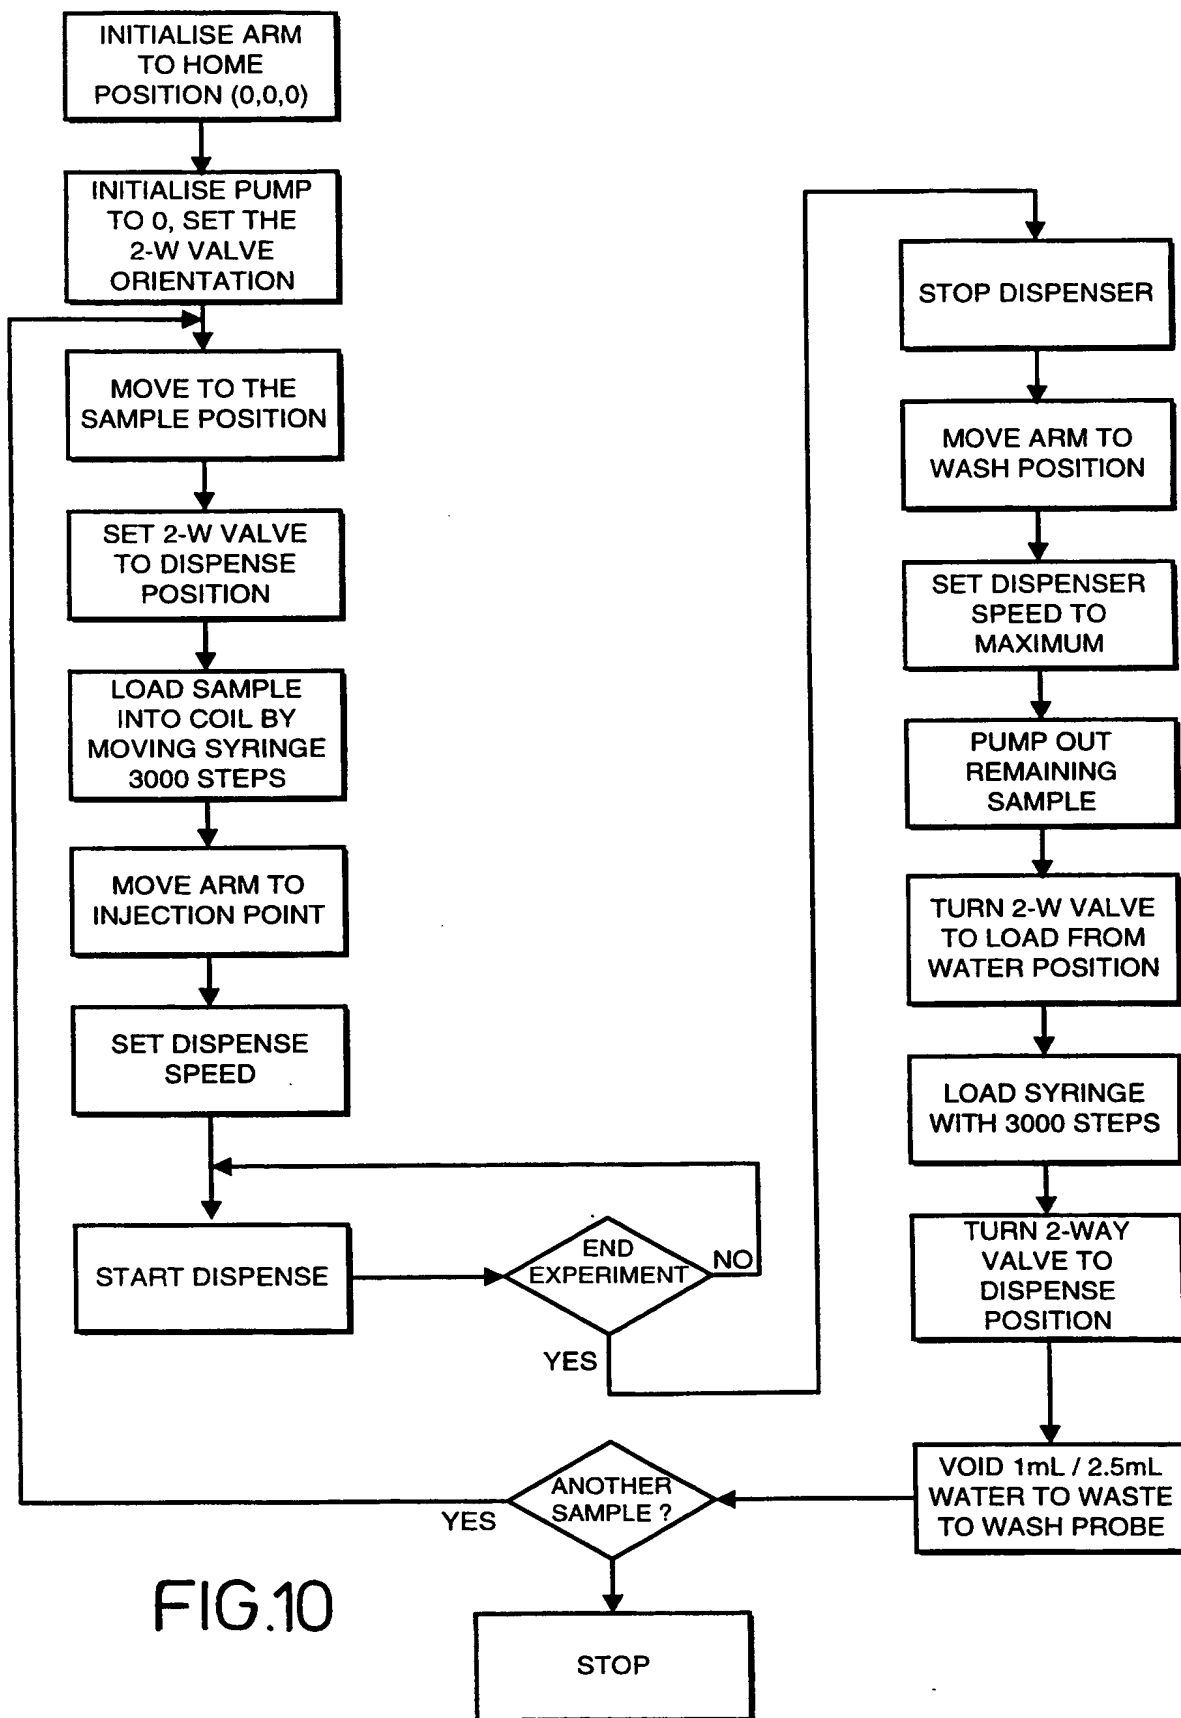 INITIALISE ARM
TO HOME
POSITION (0,0,0)
INITIALISE PUMP
TO 0, SET THE
2-W VALVE
ORIENTATION
MOVE TO THE
SAMPLE POSITION
SET 2-W VALVE
TO DISPENSE
POSITION
LOAD SAMPLE
INTO COIL BY
MOVING SYRINGE
3000 STEPS
MOVE ARM TO
INJECTION POINT
SET DISPENSE
SPEED
START DISPENSE
END
EXPERIMENT
NO
YES
STOP DISPENSER
MOVE ARM TO
WASH POSITION
SET DISPENSER
SPEED TO
MAXIMUM
PUMP OUT
REMAINING
SAMPLE
TURN 2-W VALVE
TO LOAD FROM
WATER POSITION
LOAD SYRINGE
WITH 3000 STEPS
TURN 2-WAY
VALVE TO
DISPENSE
POSITION
VOID 1mL / 2.5mL
WATER TO WASTE
TO WASH PROBE
ANOTHER
SAMPLE ?
YES
STOP
FIG.10